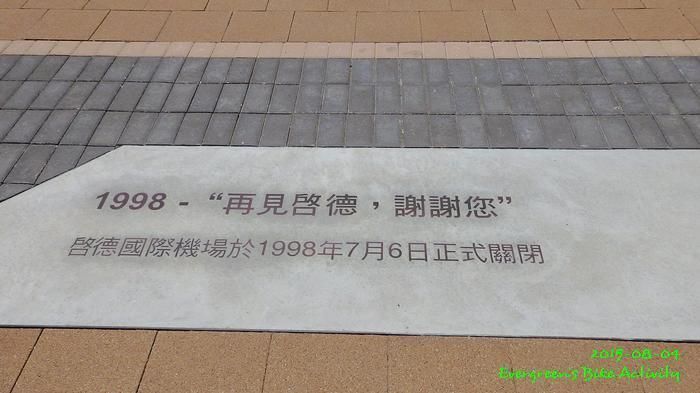 1998 - “再見啓德，謝謝您”
啓德國際機場於1998年7月6日正式關閉
2015-08-04
Evergreen's Bike Activity